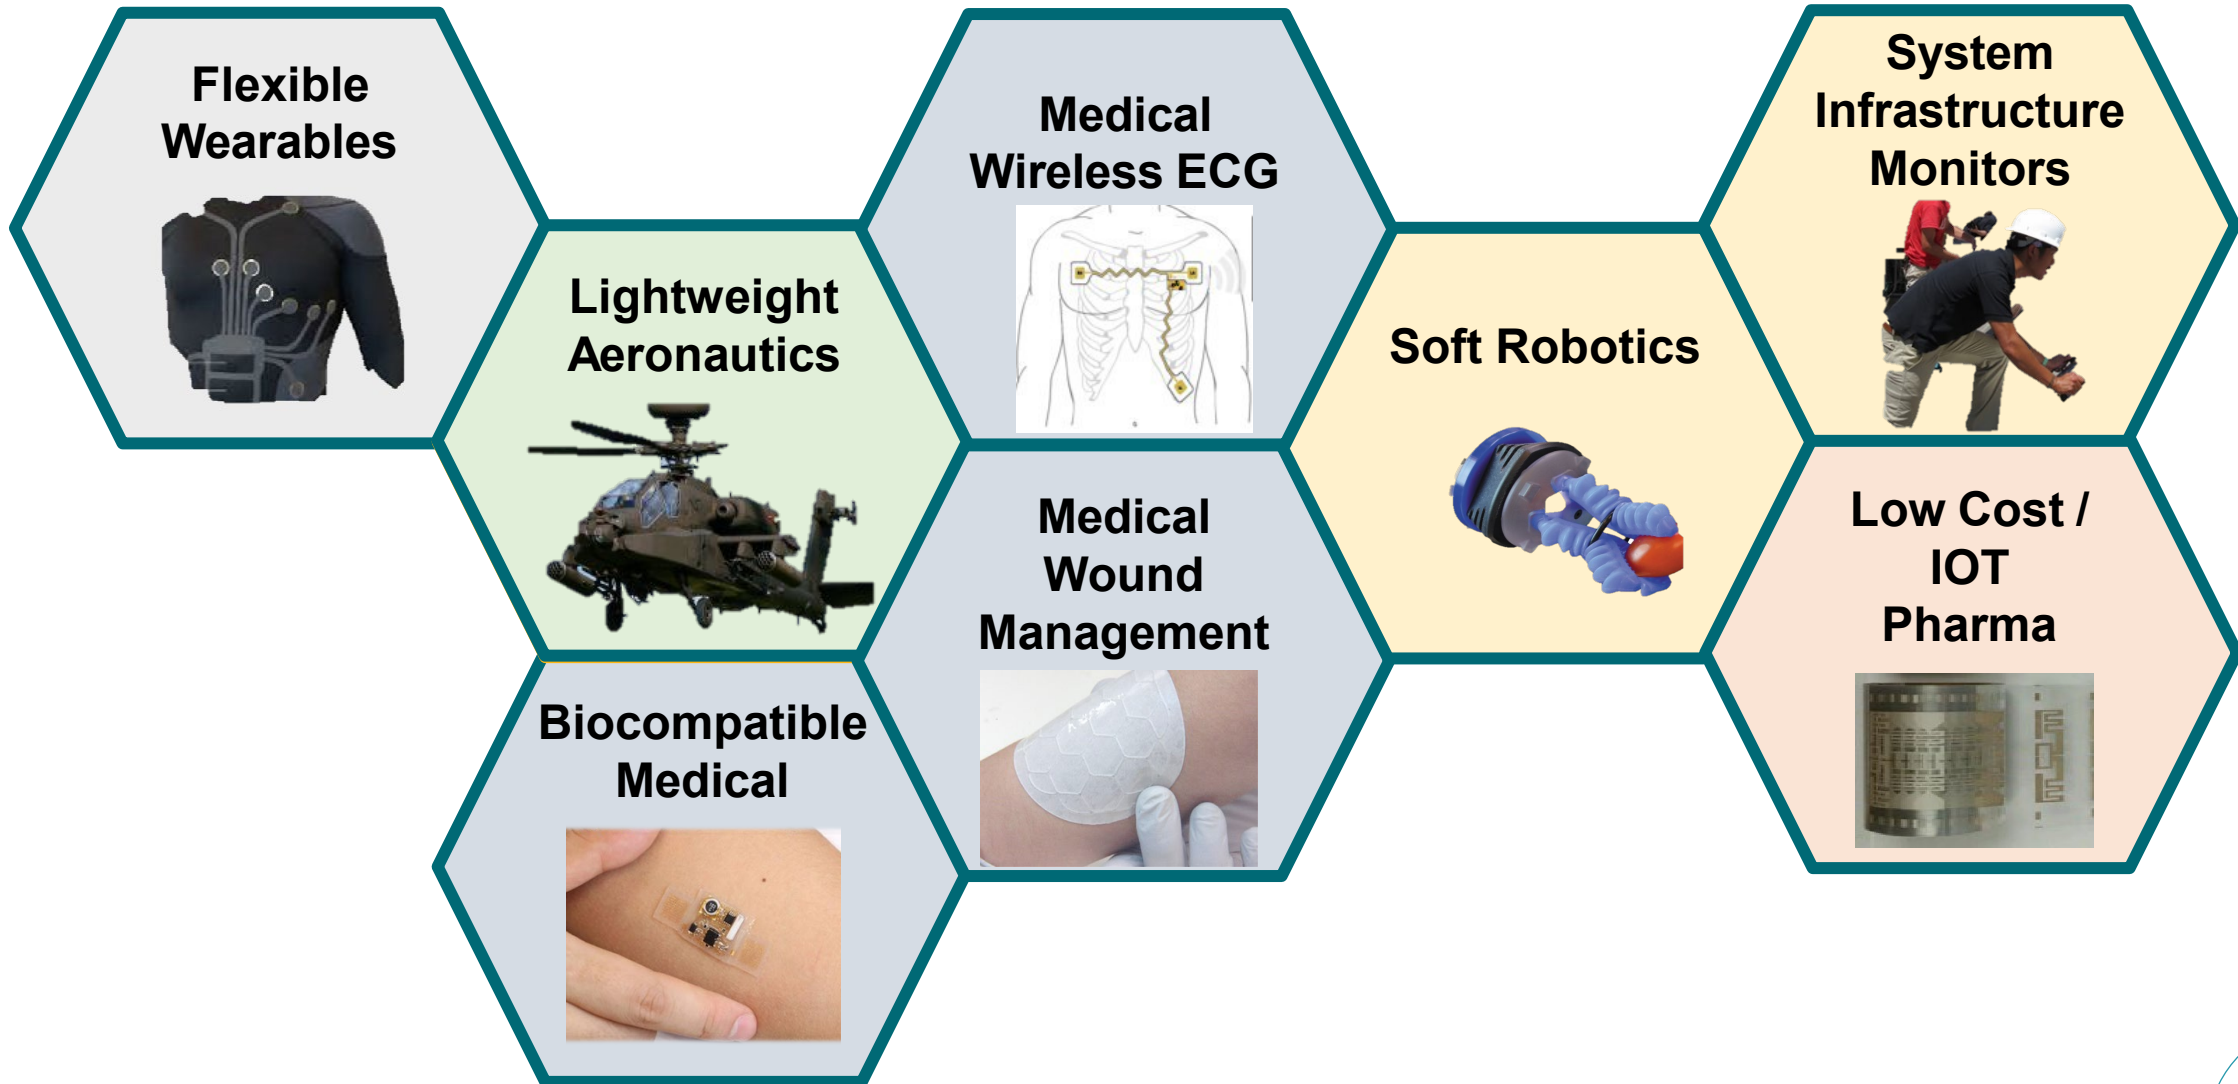 Flexible
Wearables
Lightweight
Aeronautics
Biocompatible
Medical
Medical
Wireless ECG
Medical
Wound
Management
Soft Robotics
System
Infrastructure
Monitors
Low Cost /
IOT
Pharma